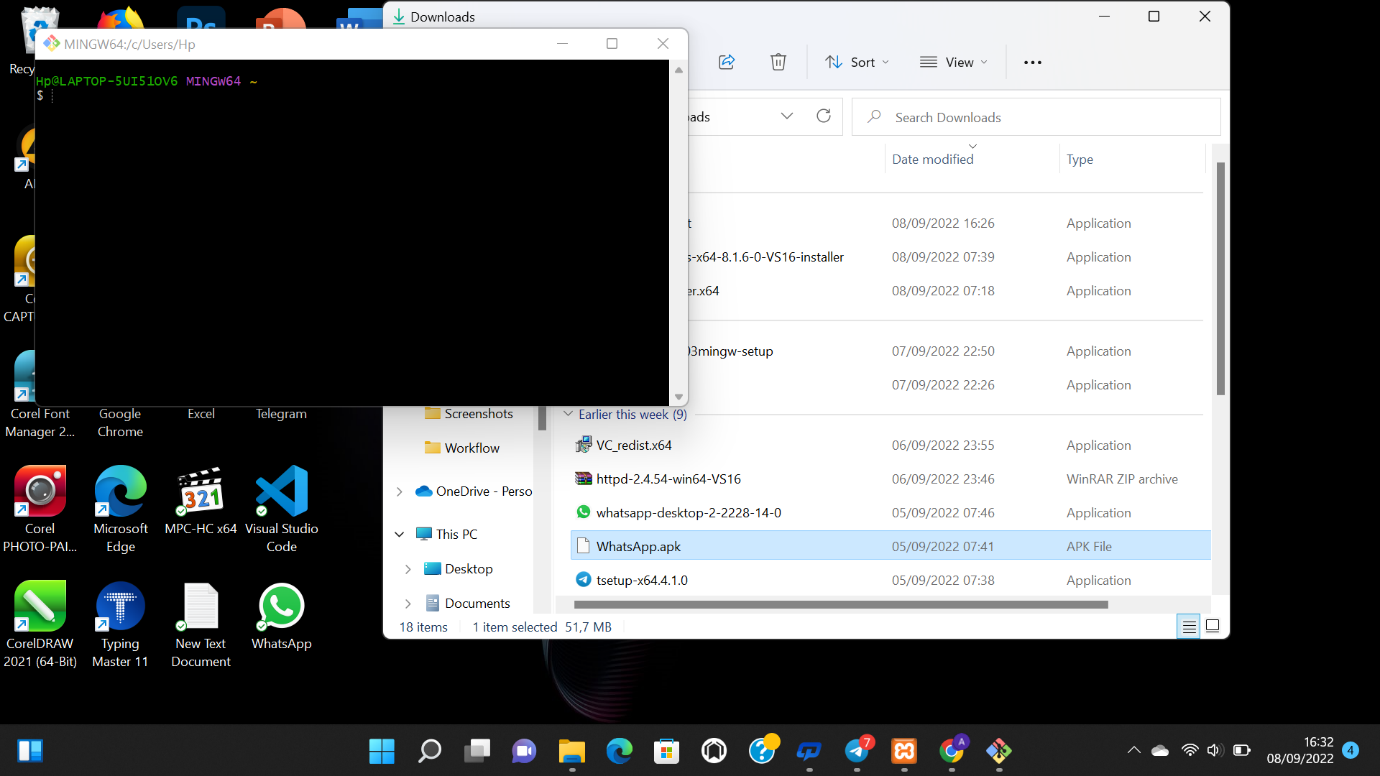 Downloads
MINGW64:/c/Users/Hp
Hp@LAPTOP-5UI51OV6 MINGW64 ~
$
Sort
View
Search Downloads
Date modified
Type
08/09/2022 16:26
Application
s-x64-8.1.6-0-VS16-installer
08/09/2022 07:39
Application
er.x64
08/09/2022 07:18
Application
03mingw-setup
07/09/2022 22:50
Application
07/09/2022 22:26
Application
Screenshots
Earlier this week (9)
Workflow
VC_redist.x64
06/09/2022 23:55
Application
httpd-2.4.54-win64-VS16
06/09/2022 23:46
WinRAR ZIP archive
OneDrive - Perso
whatsapp-desktop-2-2228-14-0
05/09/2022 07:46
Application
This PC
WhatsApp.apk
05/09/2022 07:41
APK File
Desktop
tsetup-x64.4.1.0
05/09/2022 07:38
Application
Documents
18 items
1 item selected 51,7 MB
Corel Font
Manager 2...
Google
Chrome
Excel
Telegram
Corel
PHOTO-PAI...
Microsoft
Edge
MPC-HC x64
Visual Studio
Code
CorelDRAW
2021 (64-Bit)
Typing
Master 11
New Text
Document
WhatsApp
16:32
08/09/2022
4
7
A